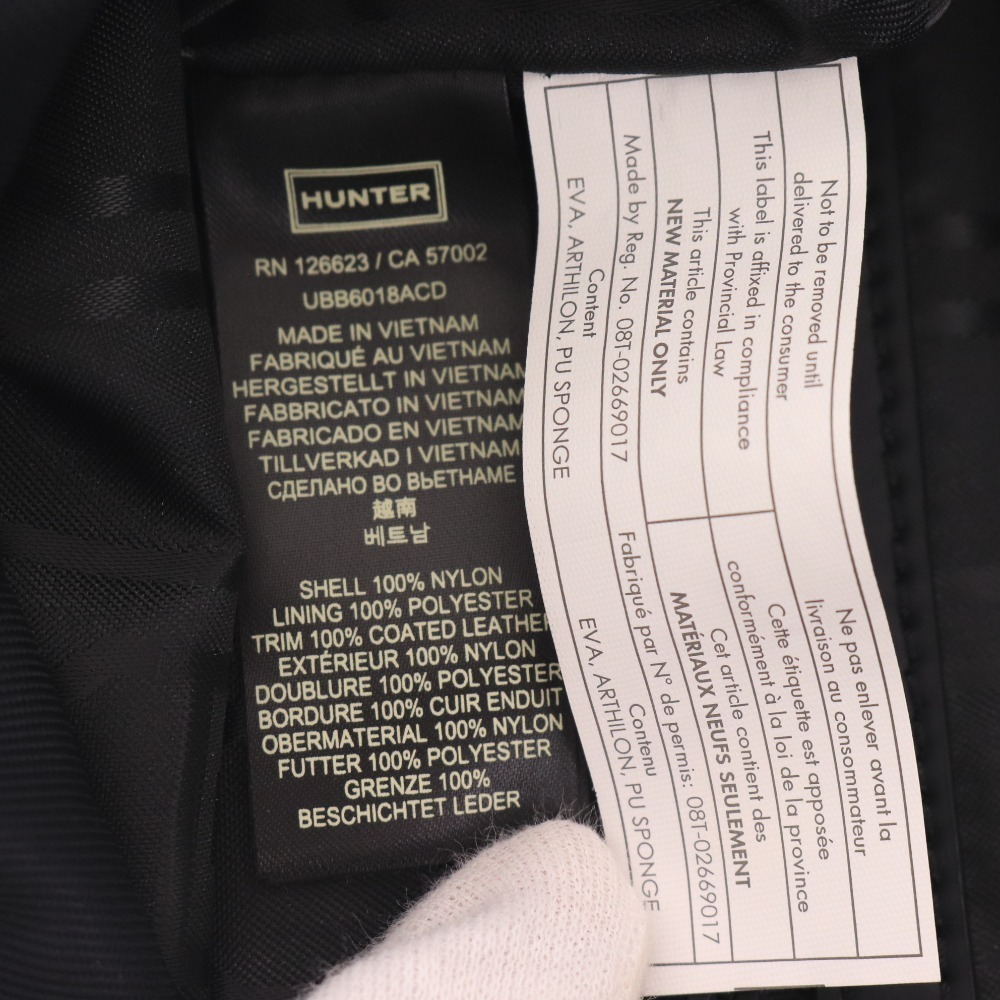 HUNTER
RN 126623 / CA 57002
UBB6018ACD
MADE IN VIETNAM
FABRIQUÉ AU VIETNAM
HERGESTELLT IN VIETNAM
FABBRICATO IN VIETNAM
FABRICADO EN VIETNAM
TILLVERKAD I VIETNAM
СДЕЛАНО ВО ВЬЕТНАМЕ
越南
베트남
SHELL 100% NYLON
LINING 100% POLYESTER
TRIM 100% COATED LEATHER
EXTÉRIEUR 100% NYLON
DOUBLURE 100% POLYESTER
BORDURE 100% CUIR ENDUIT
OBERMATERIAL 100% NYLON
FUTTER 100% POLYESTER
GRENZE 100%
BESCHICHTET LEDER
Not to be removed until
delivered to the consumer
This label is affixed in compliance
with Provincial Law
This article contains
NEW MATERIAL ONLY
Made by Reg. No. 08T-02669017
Content
EVA, ARTHILON, PU SPONGE
Ne pas enlever avant la
livraison au consommateur
Cette étiquette est apposée
conformément à la loi de la province
Cet article contient des
MATÉRIAUX NEUFS SEULEMENT
Fabriqué par N° de permis: 08T-02669017
Contenu
EVA, ARTHILON, PU SPONGE